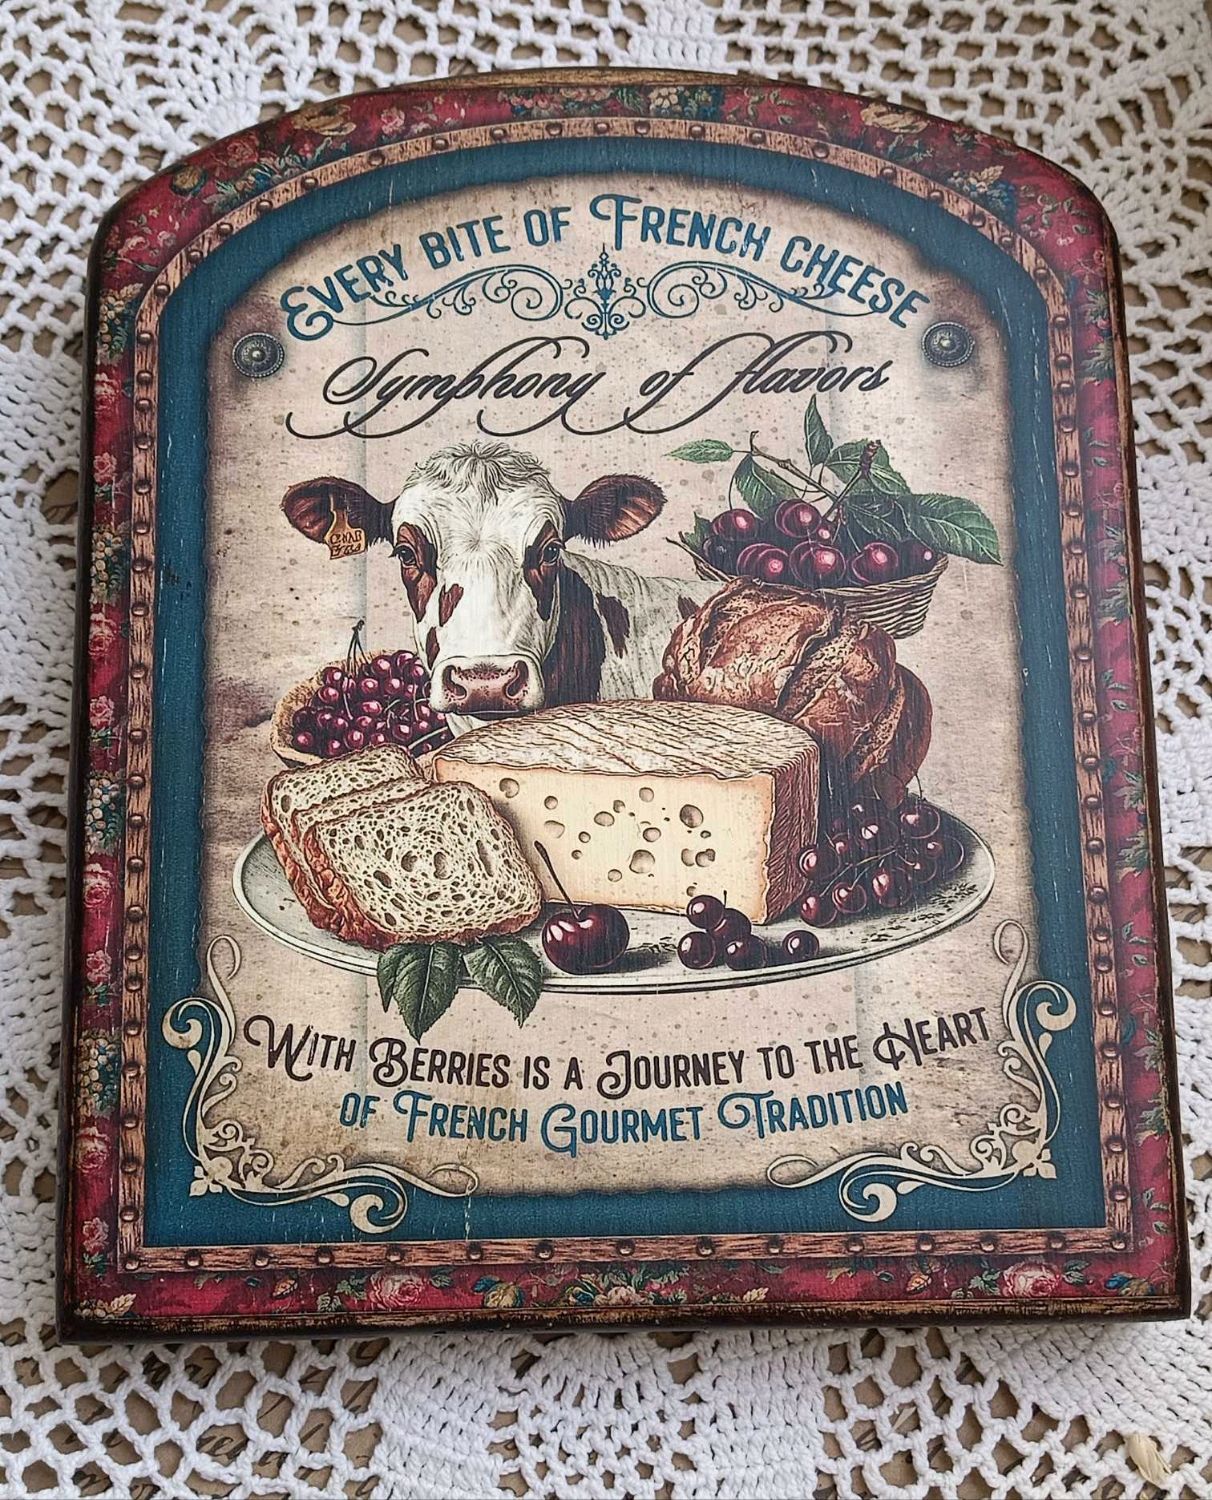 Every bite of French cheese
Symphony of flavors
With Berries is a Journey to the Heart
of French Gourmet Tradition